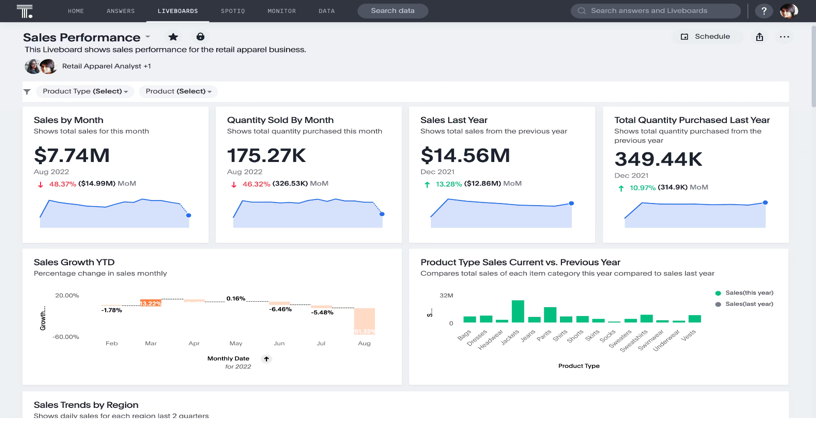 HOME ANSWERS LIVEBOARDS SPOTIQ MONITOR DATA Search data Search answers and Liveboards ?
Sales Performance
Schedule
This Liveboard shows sales performance for the retail apparel business.
Retail Apparel Analyst +1
Product Type (Select) Product (Select)
Sales by Month
Shows total sales for this month
$7.74M
Aug 2022
48.37% ($14.99M) MoM
Quantity Sold By Month
Shows total quantity purchased this month
175.27K
Aug 2022
46.32% (326.53K) MoM
Sales Last Year
Shows total sales from the previous year
$14.56M
Dec 2021
13.28% ($12.86M) MoM
Total Quantity Purchased Last Year
Shows total quantity purchased from the
previous year
349.44K
Dec 2021
10.97% (314.9K) MoM
Sales Growth YTD
Percentage change in sales monthly
20.00%
-60.00%
Growth...
-1.78%
13.22%
0.16%
-6.46%
-5.48%
Feb Mar Apr May Jun Jul Aug
Monthly Date
for 2022
Product Type Sales Current vs. Previous Year
Compares total sales of each item category this year compared to sales last year
32M
0
S...
Sales(this year)
Sales(last year)
Bags Dresses Headwear Jackets Jeans Pants Shirts Shorts Skirts Socks Sweaters Sweatshirts Swimwear Underwear Vests
Product Type
Sales Trends by Region
Shows daily sales for each region last 2 quarters